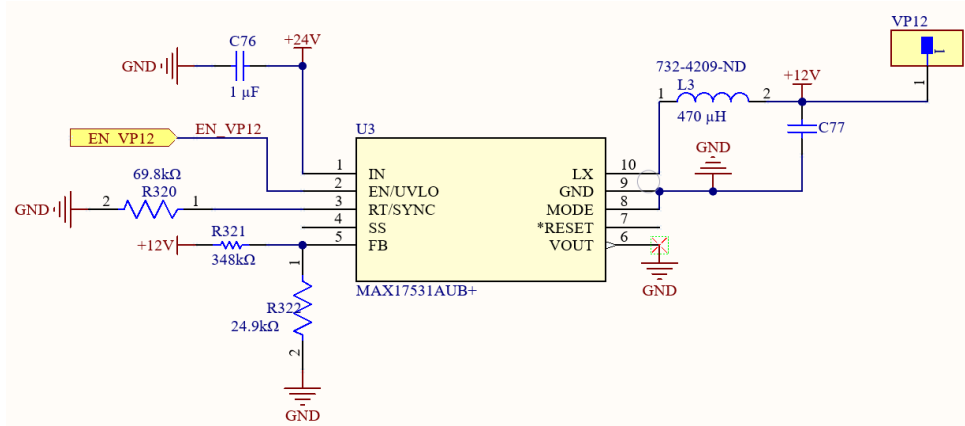 VP12
1
1
C76
+24V
GND
1 µF
732-4209-ND
L3
1
2
470 µH
+12V
C77
GND
EN_VP12
EN_VP12
U3
1
IN
2
EN/UVLO
3
RT/SYNC
4
SS
5
FB
LX
10
GND
9
MODE
8
*RESET
7
VOUT
6
MAX17531AUB+
69.8kΩ
R320
GND
2
1
R321
+12V
348kΩ
1
R322
24.9kΩ
2
GND
GND